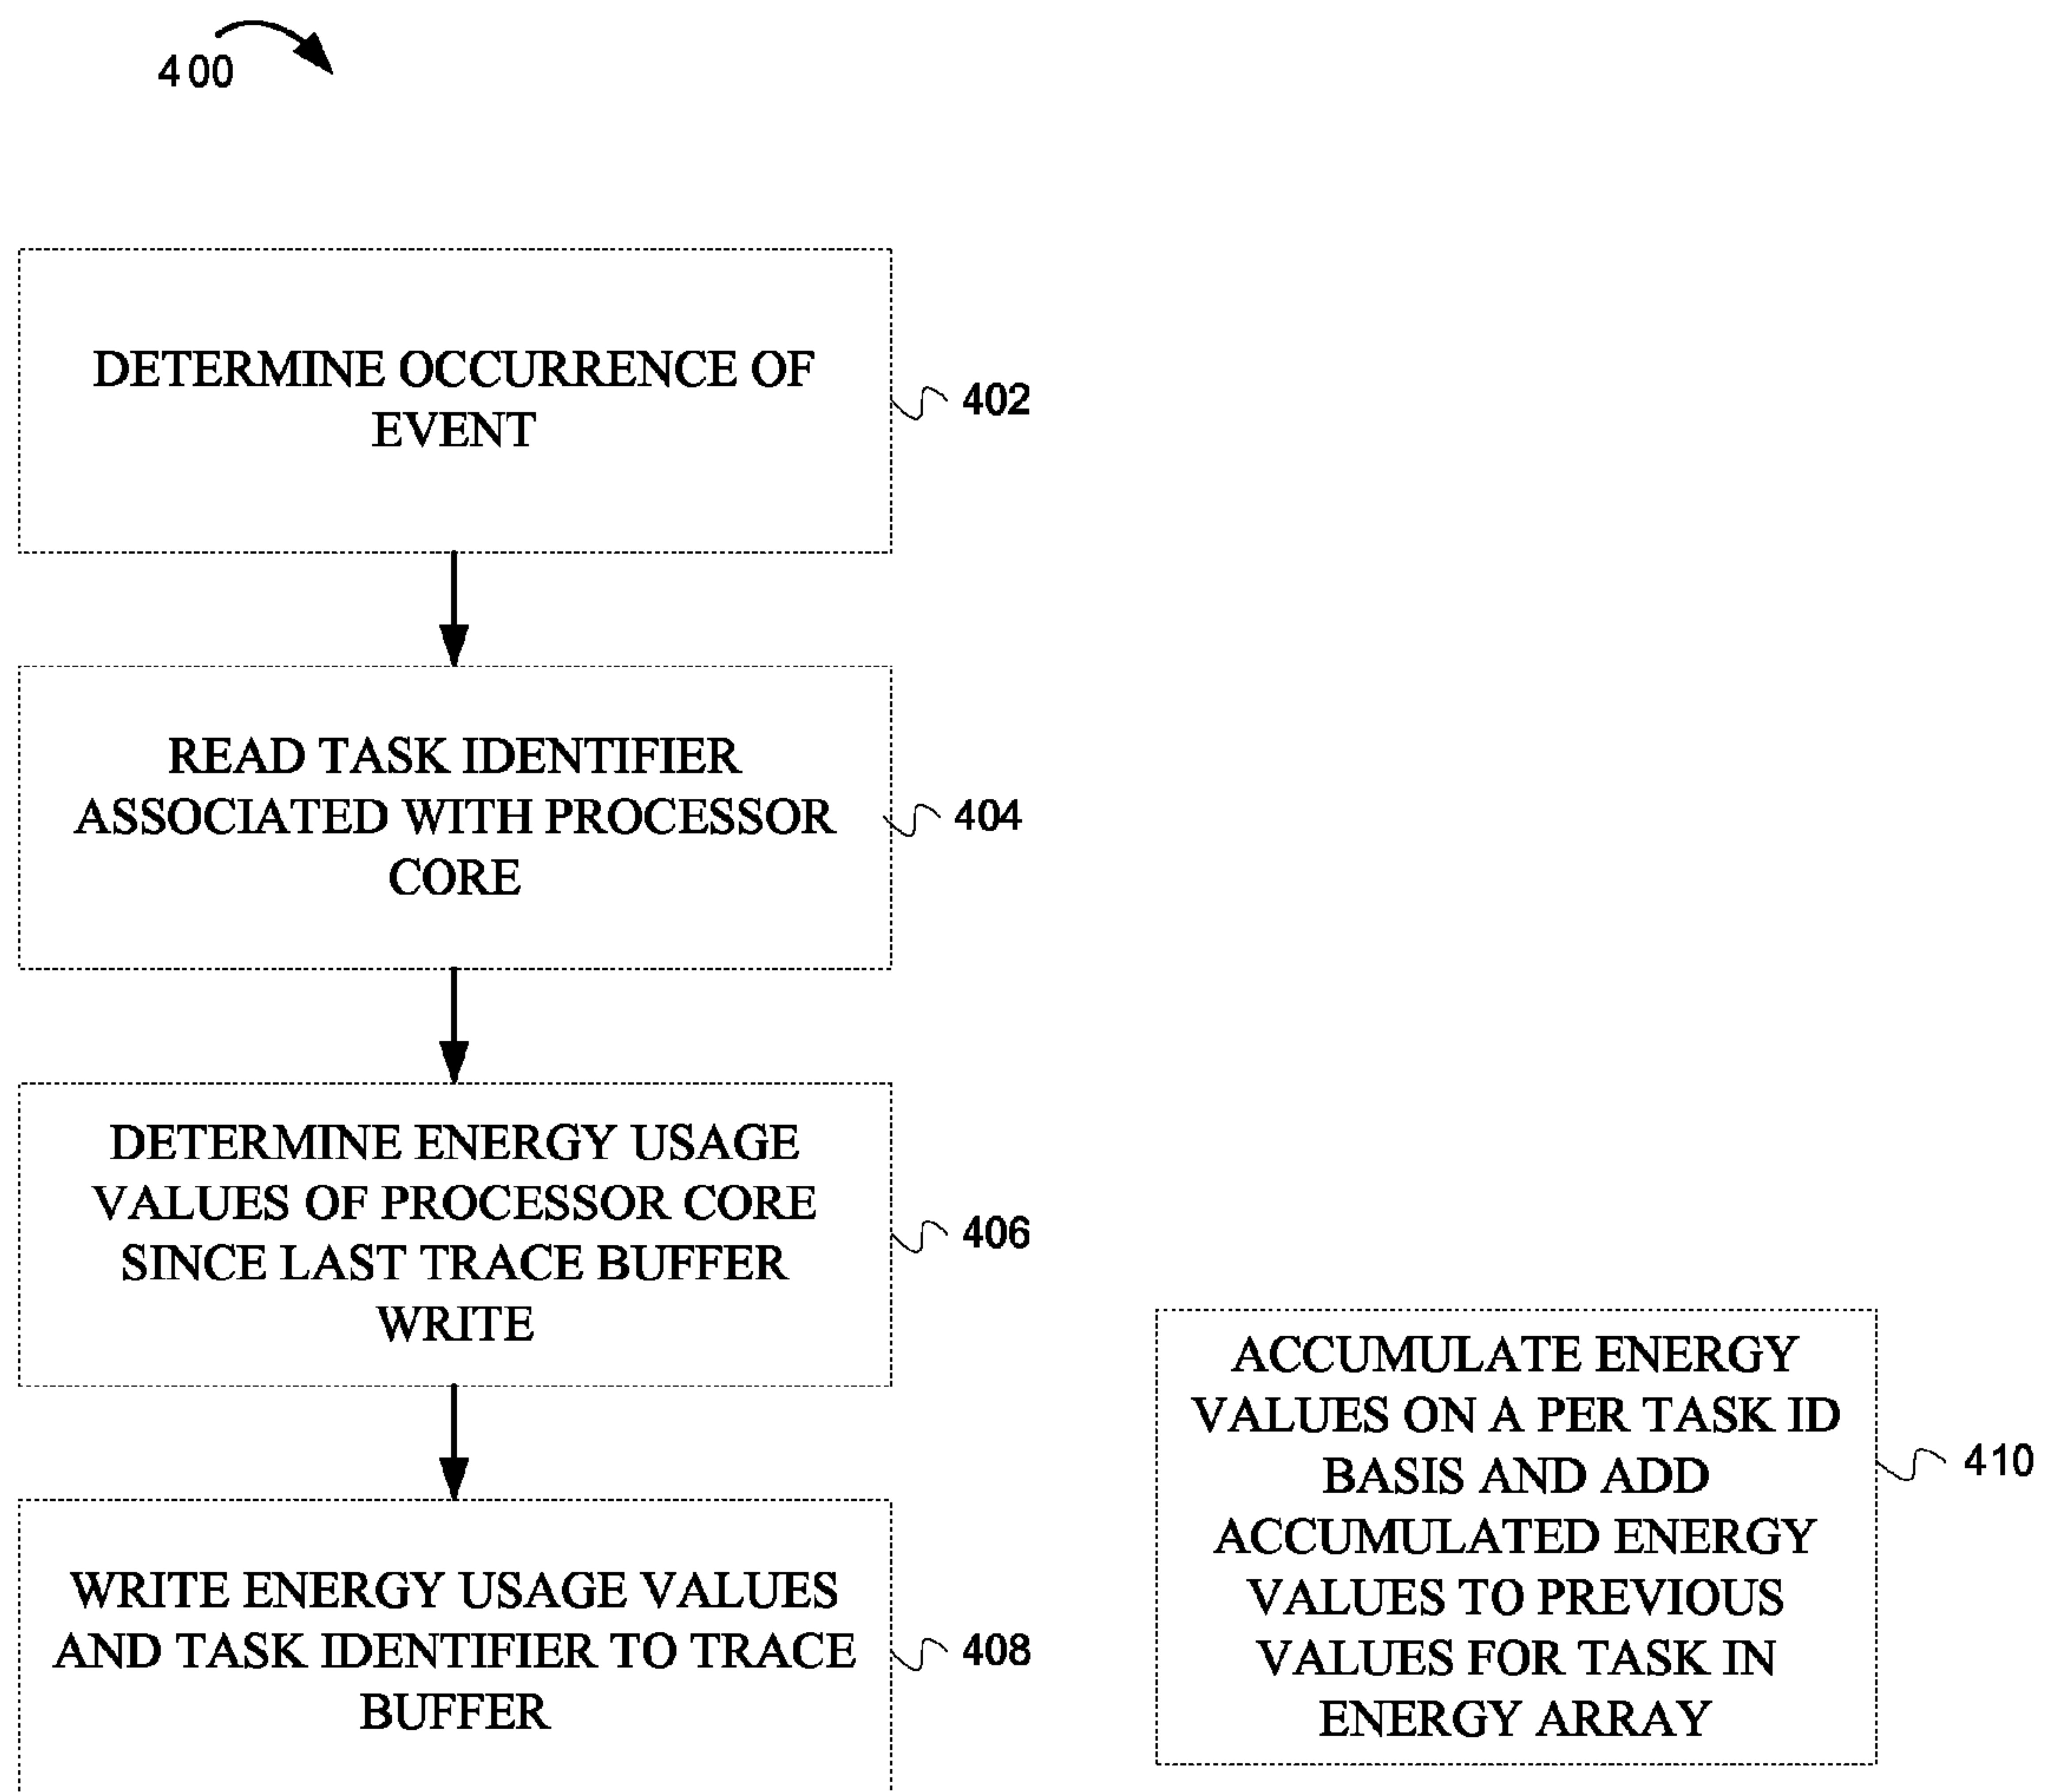 400
DETERMINE OCCURRENCE OF
EVENT
402
READ TASK IDENTIFIER
ASSOCIATED WITH PROCESSOR
CORE
404
DETERMINE ENERGY USAGE
VALUES OF PROCESSOR CORE
SINCE LAST TRACE BUFFER
WRITE
406
WRITE ENERGY USAGE VALUES
AND TASK IDENTIFIER TO TRACE
BUFFER
408
ACCUMULATE ENERGY
VALUES ON A PER TASK ID
BASIS AND ADD
ACCUMULATED ENERGY
VALUES TO PREVIOUS
VALUES FOR TASK IN
ENERGY ARRAY
410